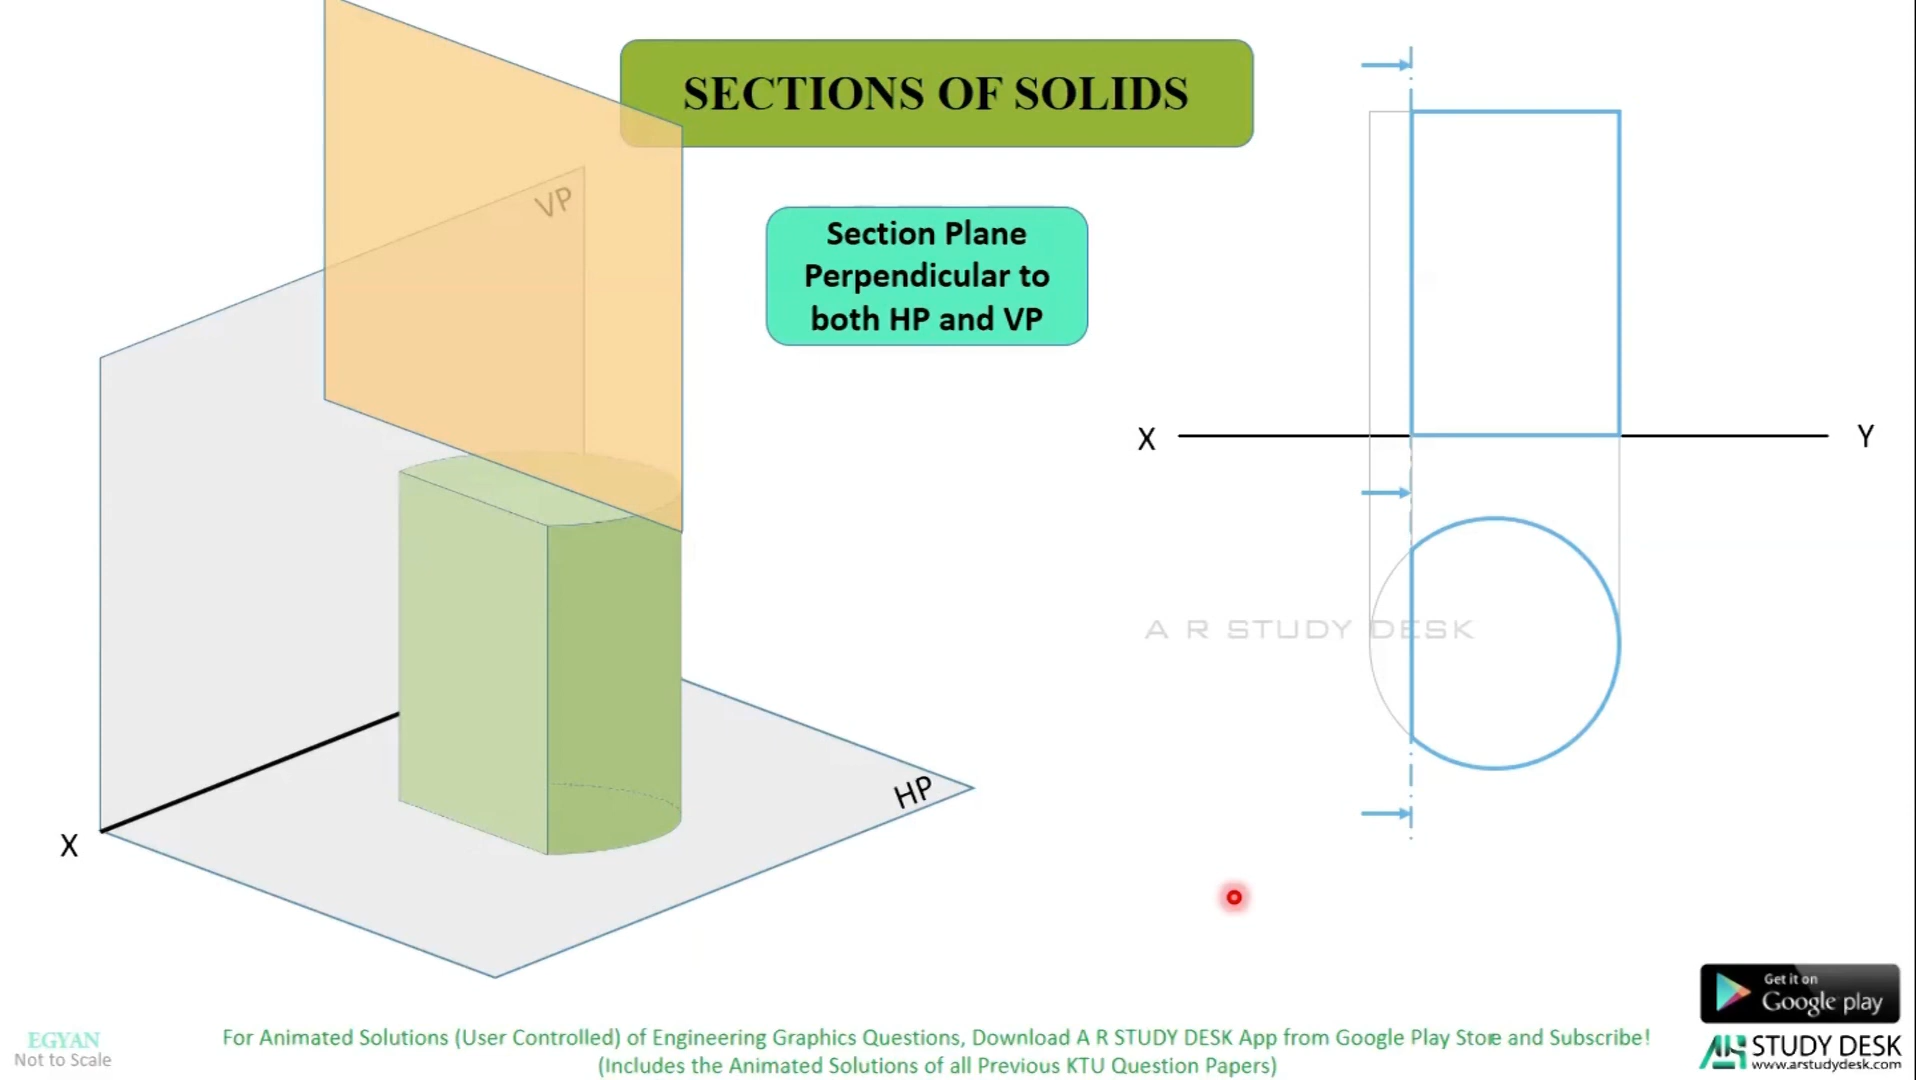 SECTIONS OF SOLIDS
VP
Section Plane
Perpendicular to
both HP and VP
X
Y
A R STUDY DESK
HP
X
Get it on
Google play
EGYAN
Not to Scale
For Animated Solutions (User Controlled) of Engineering Graphics Questions, Download A R STUDY DESK App from Google Play Store and Subscribe!
(Includes the Animated Solutions of all Previous KTU Question Papers)
AR STUDY DESK
www.arstudydesk.com